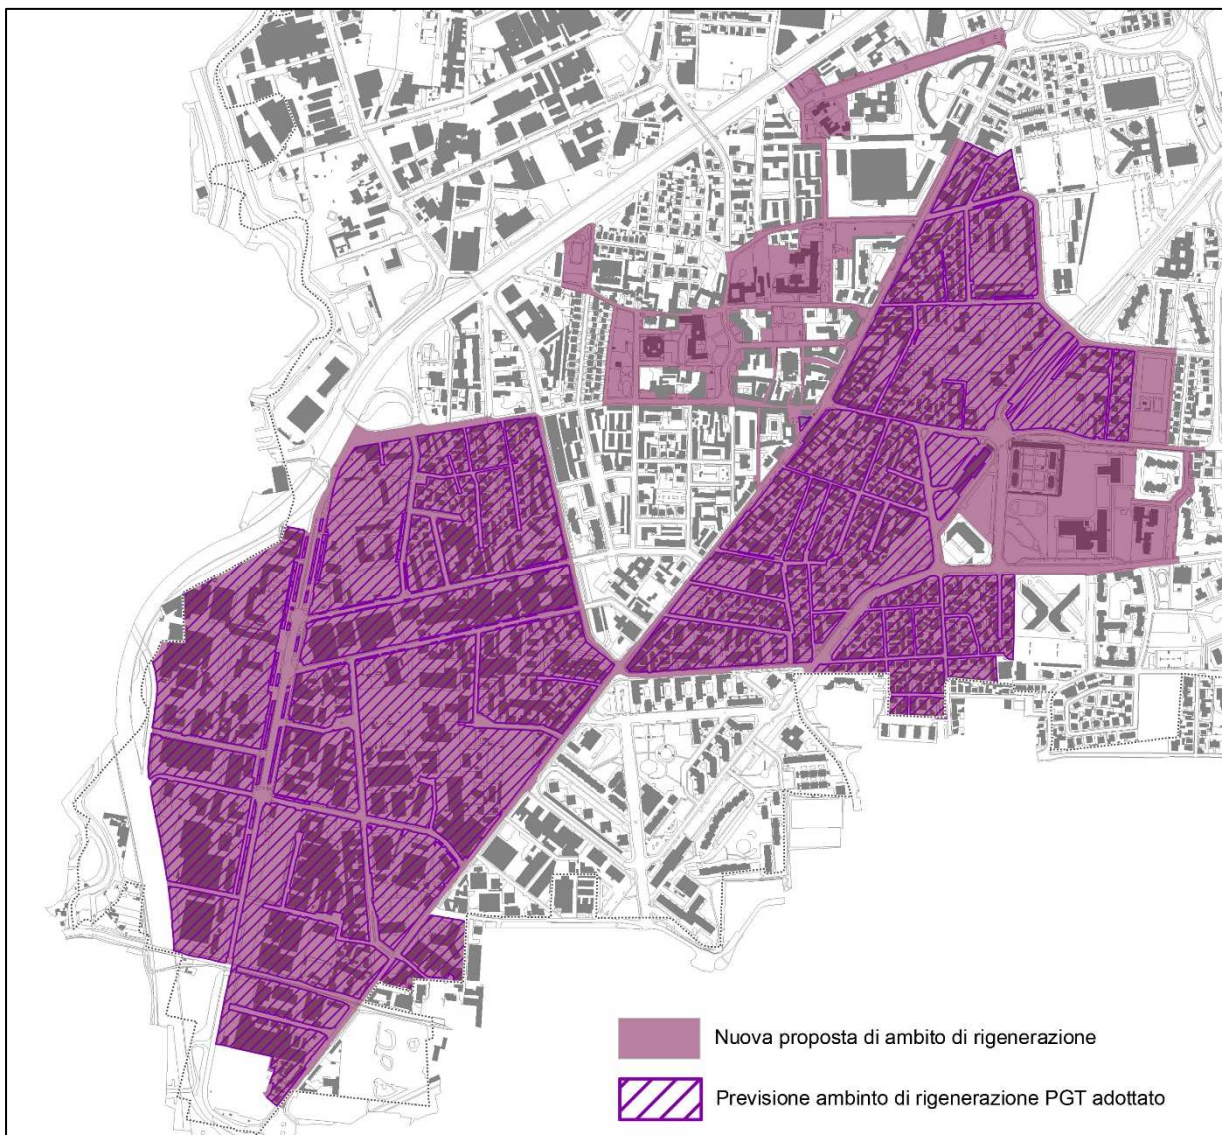 Nuova proposta di ambito di rigenerazione
Previsione ambinto di rigenerazione PGT adottato